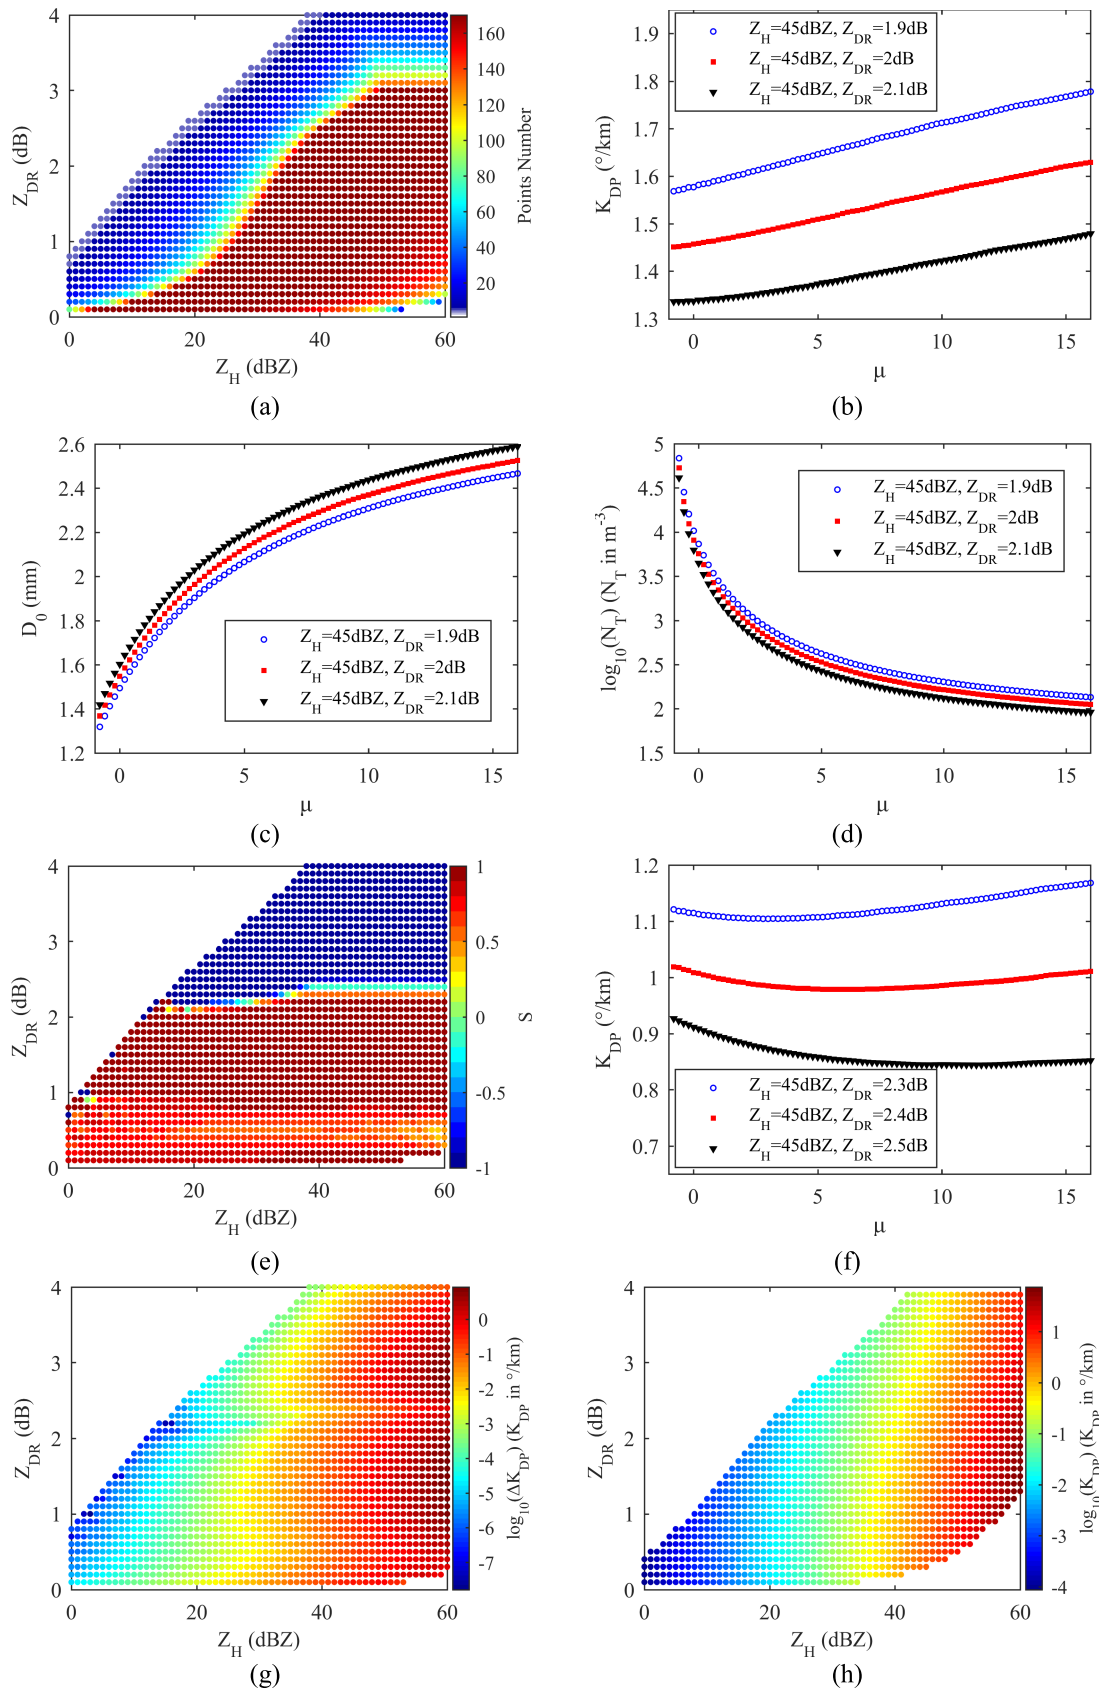 4
3
2
1
0
Z_DR (dB)
0 20 40 60
Z_H (dBZ)
160
140
120
100
80
60
40
20
Points Number
(a)
1.9
1.8
1.7
1.6
1.5
1.4
1.3
K_DP (°/km)
Z_H=45dBZ, Z_DR=1.9dB
Z_H=45dBZ, Z_DR=2dB
Z_H=45dBZ, Z_DR=2.1dB
0 5 10 15
μ
(b)
2.6
2.4
2.2
2
1.8
1.6
1.4
1.2
D_0 (mm)
Z_H=45dBZ, Z_DR=1.9dB
Z_H=45dBZ, Z_DR=2dB
Z_H=45dBZ, Z_DR=2.1dB
0 5 10 15
μ
(c)
5
4.5
4
3.5
3
2.5
2
1.5
log_10(N_T) (N_T in m^-3)
Z_H=45dBZ, Z_DR=1.9dB
Z_H=45dBZ, Z_DR=2dB
Z_H=45dBZ, Z_DR=2.1dB
0 5 10 15
μ
(d)
4
3
2
1
0
Z_DR (dB)
0 20 40 60
Z_H (dBZ)
1
0.5
0
-0.5
-1
S
(e)
1.2
1.1
1
0.9
0.8
0.7
K_DP (°/km)
Z_H=45dBZ, Z_DR=2.3dB
Z_H=45dBZ, Z_DR=2.4dB
Z_H=45dBZ, Z_DR=2.5dB
0 5 10 15
μ
(f)
4
3
2
1
0
Z_DR (dB)
0 20 40 60
Z_H (dBZ)
0
-1
-2
-3
-4
-5
-6
-7
log_10(ΔK_DP) (K_DP in °/km)
(g)
4
3
2
1
0
Z_DR (dB)
0 20 40 60
Z_H (dBZ)
1
0
-1
-2
-3
-4
log_10(K_DP) (K_DP in °/km)
(h)